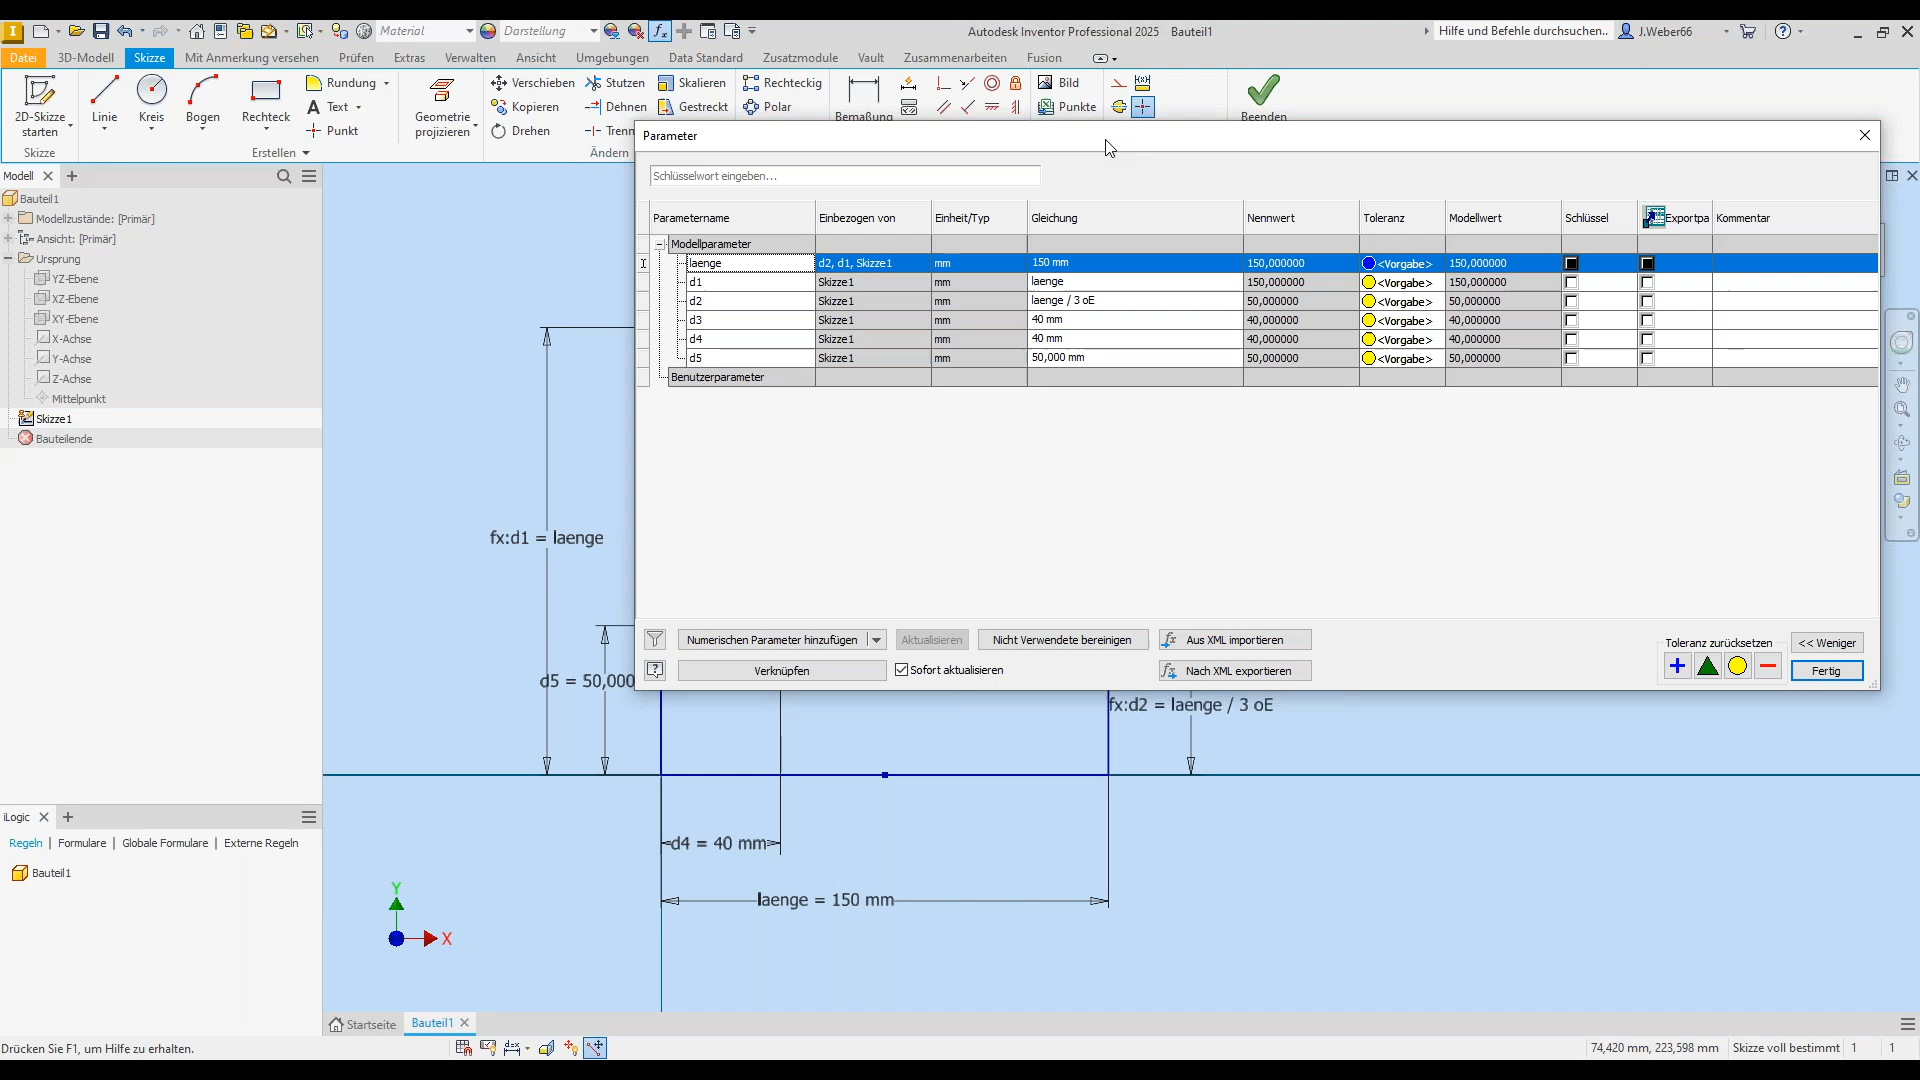 Material
Darstellung
Autodesk Inventor Professional 2025 Bauteil1
Hilfe und Befehle durchsuchen..
J.Weber66
Datei 3D-Modell Skizze Mit Anmerkung versehen Prüfen Extras Verwalten Ansicht Umgebungen Data Standard Zusatzmodule Vault Zusammenarbeiten Fusion
2D-Skizze starten
Linie
Kreis
Bogen
Rechteck
Rundung
Text
Punkt
Geometrie projizieren
Verschieben
Kopieren
Drehen
Stutzen
Dehnen
Trenn
Skalieren
Gestreckt
Rechteckig
Polar
Bemaßung
Bild
Punkte
Beenden
Skizze
Erstellen
Ändern
Modell
Bauteil1
Modellzustände: [Primär]
Ansicht: [Primär]
Ursprung
YZ-Ebene
XZ-Ebene
XY-Ebene
X-Achse
Y-Achse
Z-Achse
Mittelpunkt
Skizze1
Bauteilende
Parameter
Schlüsselwort eingeben...
Parametername Einbezogen von Einheit/Typ Gleichung Nennwert Toleranz Modellwert Schlüssel Exportpa Kommentar
Modellparameter
laenge d2, d1, Skizze1 mm 150 mm 150,000000 <Vorgabe> 150,000000
d1 Skizze1 mm laenge 150,000000 <Vorgabe> 150,000000
d2 Skizze1 mm laenge / 3 oE 50,000000 <Vorgabe> 50,000000
d3 Skizze1 mm 40 mm 40,000000 <Vorgabe> 40,000000
d4 Skizze1 mm 40 mm 40,000000 <Vorgabe> 40,000000
d5 Skizze1 mm 50,000 mm 50,000000 <Vorgabe> 50,000000
Benutzerparameter
Numerischen Parameter hinzufügen
Aktualisieren
Nicht Verwendete bereinigen
Aus XML importieren
Toleranz zurücksetzen
<< Weniger
Verknüpfen
Sofort aktualisieren
Nach XML exportieren
Fertig
fx:d1 = laenge
d5 = 50,000
fx:d2 = laenge / 3 oE
d4 = 40 mm
laenge = 150 mm
Y
X
iLogic
Regeln | Formulare | Globale Formulare | Externe Regeln
Bauteil1
Startseite
Bauteil1
Drücken Sie F1, um Hilfe zu erhalten.
74,420 mm, 223,598 mm Skizze voll bestimmt 1 1